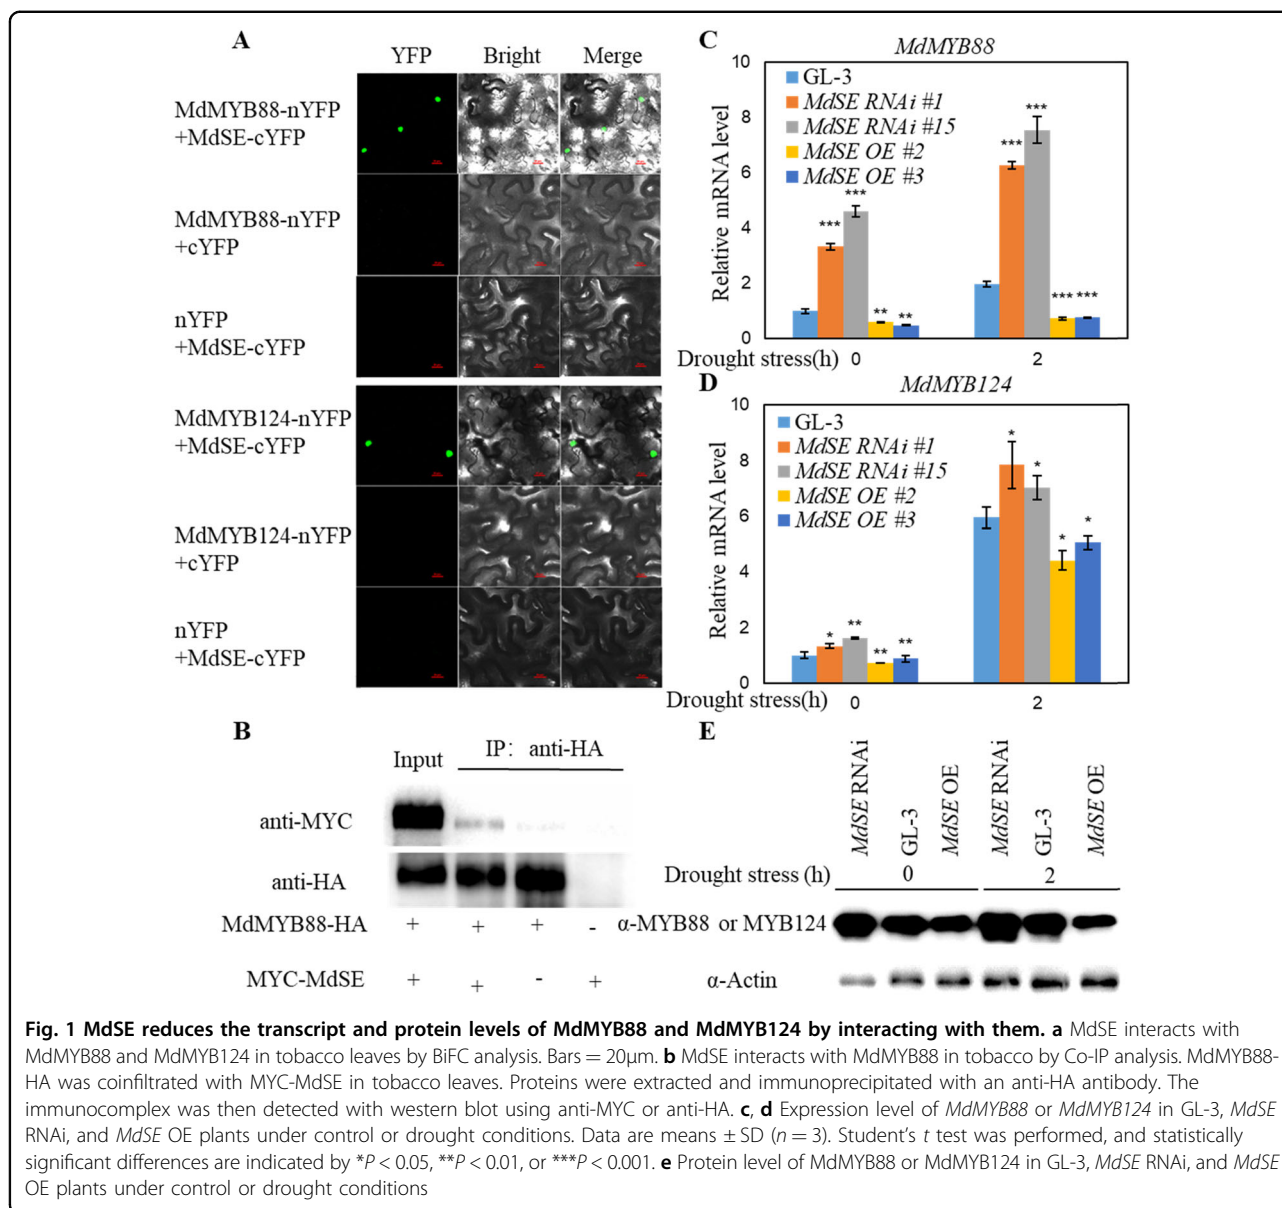 A
YFP Bright Merge
MdMYB88-nYFP
+MdSE-cYFP
MdMYB88-nYFP
+cYFP
nYFP
+MdSE-cYFP
MdMYB124-nYFP
+MdSE-cYFP
MdMYB124-nYFP
+cYFP
nYFP
+MdSE-cYFP
B
Input IP: anti-HA
anti-MYC
anti-HA
MdMYB88-HA + + + -
MYC-MdSE + + - +
C
MdMYB88
Relative mRNA level
10
8
6
4
2
0
GL-3
MdSE RNAi #1
MdSE RNAi #15
MdSE OE #2
MdSE OE #3
*** *** ** **
*** *** *** ***
Drought stress(h) 0 2
D
MdMYB124
Relative mRNA level
10
8
6
4
2
0
GL-3
MdSE RNAi #1
MdSE RNAi #15
MdSE OE #2
MdSE OE #3
* ** ** **
* * * *
Drought stress(h) 0 2
E
MdSE RNAi GL-3 MdSE OE MdSE RNAi GL-3 MdSE OE
Drought stress (h) 0 2
α-MYB88 or MYB124
α-Actin
Fig. 1 MdSE reduces the transcript and protein levels of MdMYB88 and MdMYB124 by interacting with them. a MdSE interacts with
MdMYB88 and MdMYB124 in tobacco leaves by BiFC analysis. Bars = 20μm. b MdSE interacts with MdMYB88 in tobacco by Co-IP analysis. MdMYB88-
HA was coinfiltrated with MYC-MdSE in tobacco leaves. Proteins were extracted and immunoprecipitated with an anti-HA antibody. The
immunocomplex was then detected with western blot using anti-MYC or anti-HA. c, d Expression level of MdMYB88 or MdMYB124 in GL-3, MdSE
RNAi, and MdSE OE plants under control or drought conditions. Data are means ± SD (n = 3). Student's t test was performed, and statistically
significant differences are indicated by *P < 0.05, **P < 0.01, or ***P < 0.001. e Protein level of MdMYB88 or MdMYB124 in GL-3, MdSE RNAi, and MdSE
OE plants under control or drought conditions